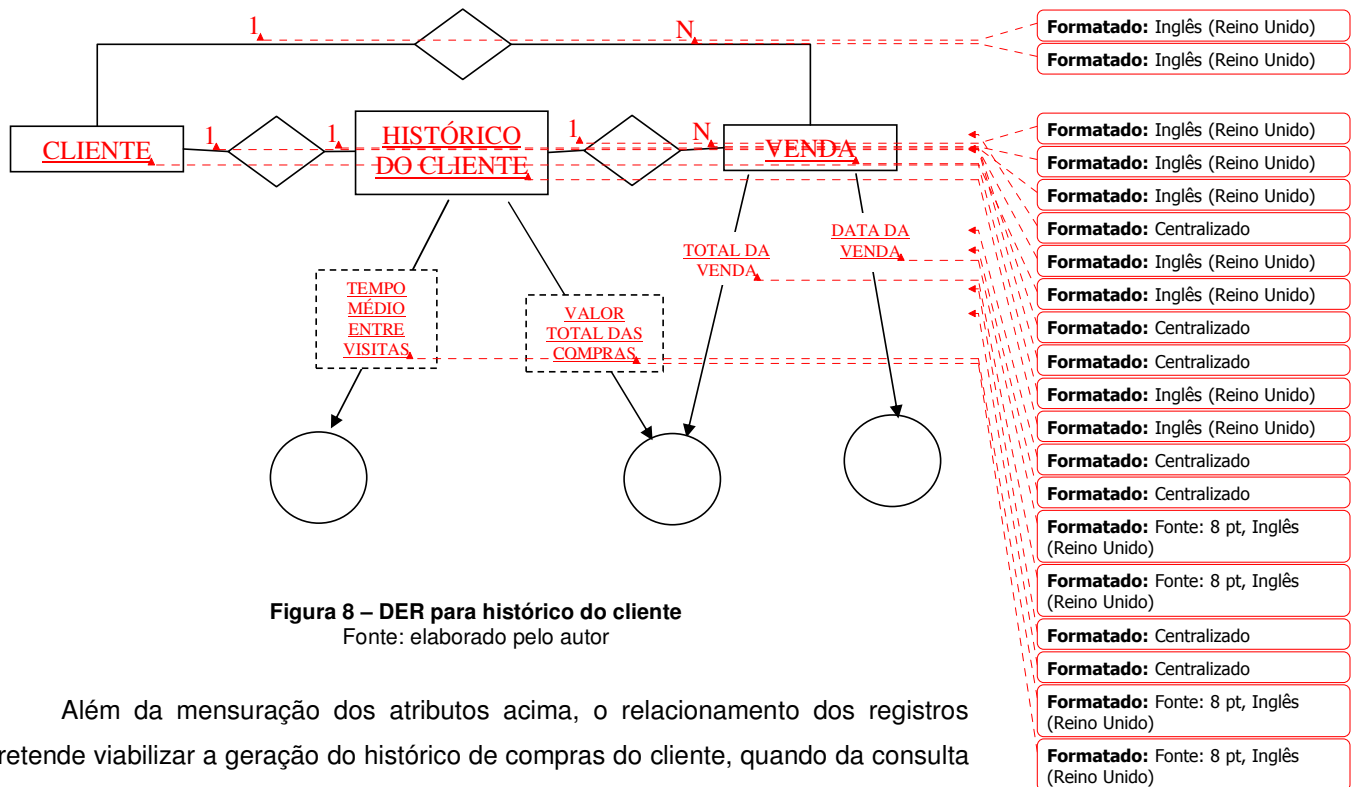 1
N
CLIENTE
1
1
HISTÓRICO
DO CLIENTE
1
N
VENDA
TOTAL DA
VENDA
DATA DA
VENDA
TEMPO
MÉDIO
ENTRE
VISITAS
VALOR
TOTAL DAS
COMPRAS
Figura 8 – DER para histórico do cliente
Fonte: elaborado pelo autor
Além da mensuração dos atributos acima, o relacionamento dos registros
retende viabilizar a geração do histórico de compras do cliente, quando da consulta
Formatado: Inglês (Reino Unido)
Formatado: Inglês (Reino Unido)
Formatado: Inglês (Reino Unido)
Formatado: Inglês (Reino Unido)
Formatado: Inglês (Reino Unido)
Formatado: Centralizado
Formatado: Inglês (Reino Unido)
Formatado: Inglês (Reino Unido)
Formatado: Centralizado
Formatado: Centralizado
Formatado: Inglês (Reino Unido)
Formatado: Inglês (Reino Unido)
Formatado: Centralizado
Formatado: Centralizado
Formatado: Fonte: 8 pt, Inglês
(Reino Unido)
Formatado: Fonte: 8 pt, Inglês
(Reino Unido)
Formatado: Centralizado
Formatado: Centralizado
Formatado: Fonte: 8 pt, Inglês
(Reino Unido)
Formatado: Fonte: 8 pt, Inglês
(Reino Unido)